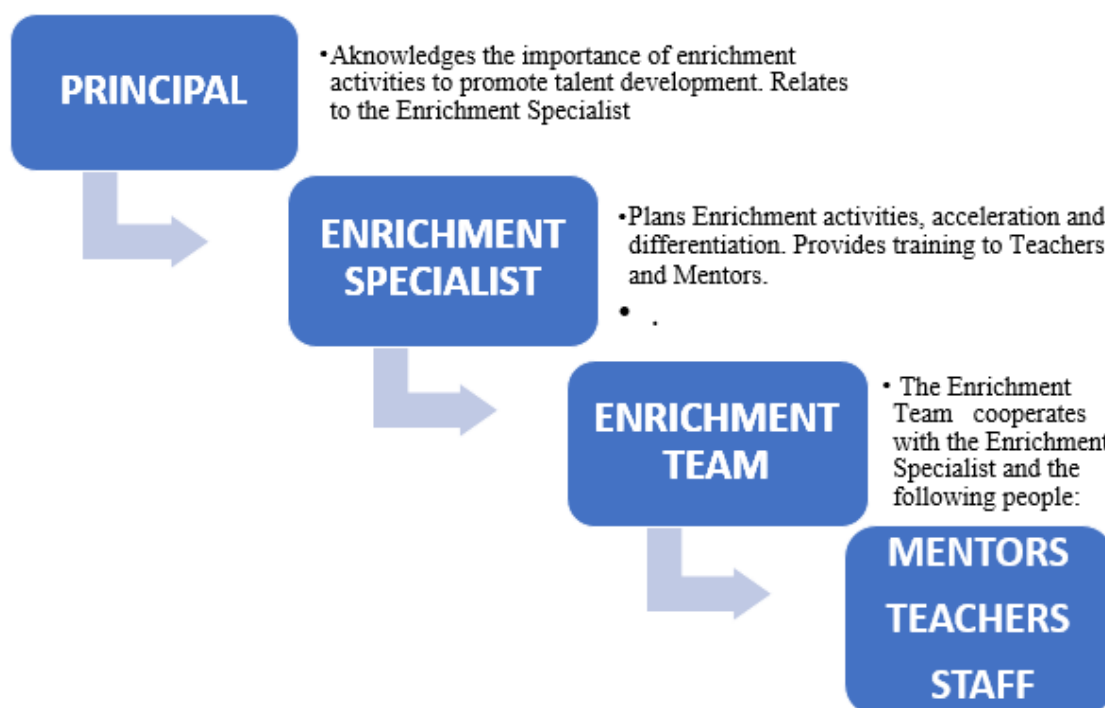 PRINCIPAL
•Aknowledges the importance of enrichment
activities to promote talent development. Relates
to the Enrichment Specialist
ENRICHMENT
SPECIALIST
•Plans Enrichment activities, acceleration and
differentiation. Provides training to Teachers
and Mentors.
• .
ENRICHMENT
TEAM
• The Enrichment
Team cooperates
with the Enrichment
Specialist and the
following people:
MENTORS
TEACHERS
STAFF